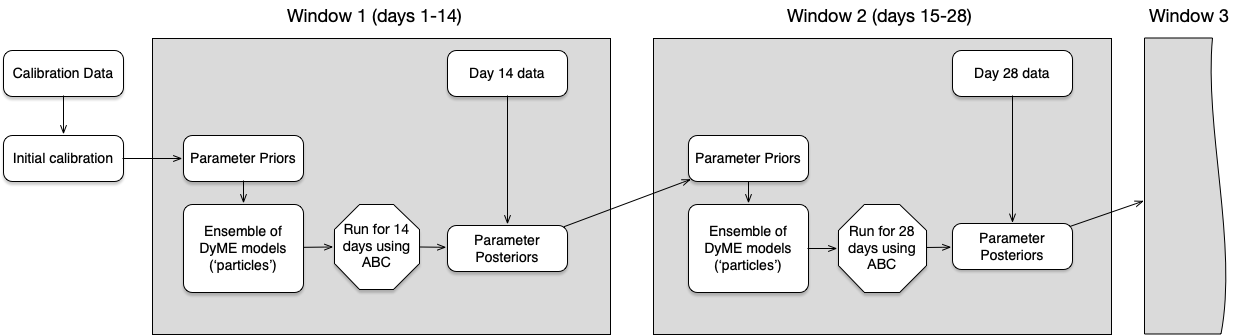 Window 1 (days 1-14)
Window 2 (days 15-28)
Window 3
Calibration Data
Initial calibration
Day 14 data
Parameter Priors
Ensemble of
DyME models
(‘particles’)
Run for 14
days using
ABC
Parameter
Posteriors
Day 28 data
Parameter Priors
Ensemble of
DyME models
(‘particles’)
Run for 28
days using
ABC
Parameter
Posteriors